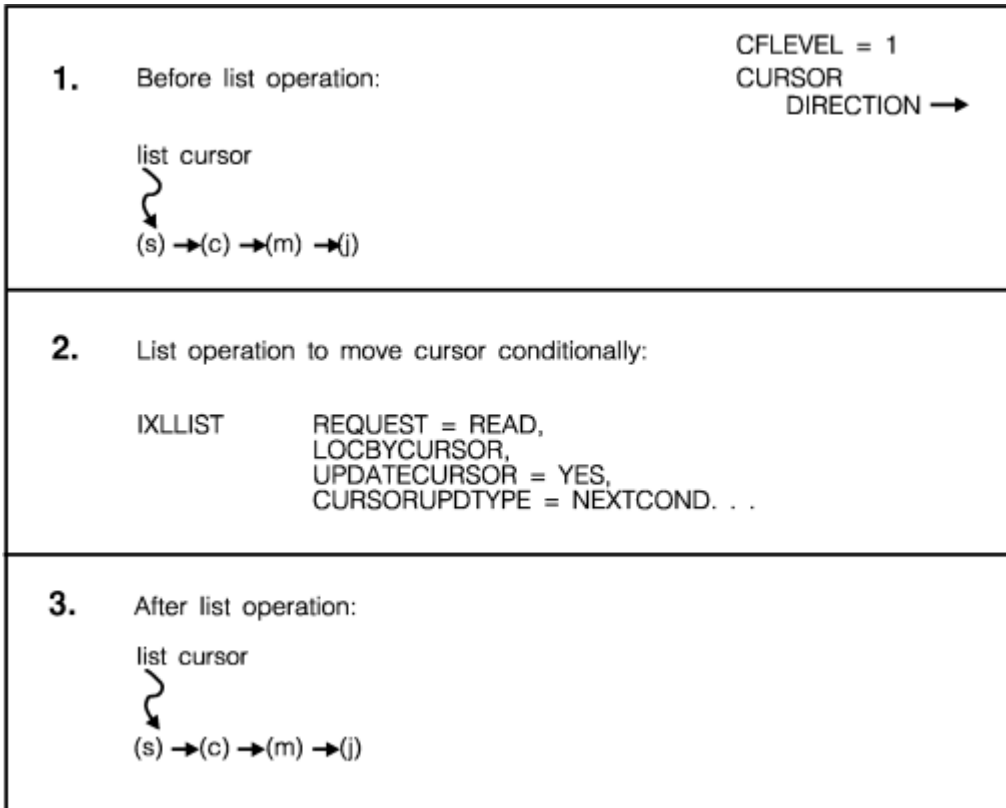 CFLEVEL = 1
1. Before list operation: CURSOR
DIRECTION →
list cursor
(s) →(c) →(m) →(j)
2. List operation to move cursor conditionally:
IXLLIST REQUEST = READ,
LOCBYCURSOR,
UPDATECURSOR = YES,
CURSORUPDTYPE = NEXTCOND. . .
3. After list operation:
list cursor
(s) →(c) →(m) →(j)